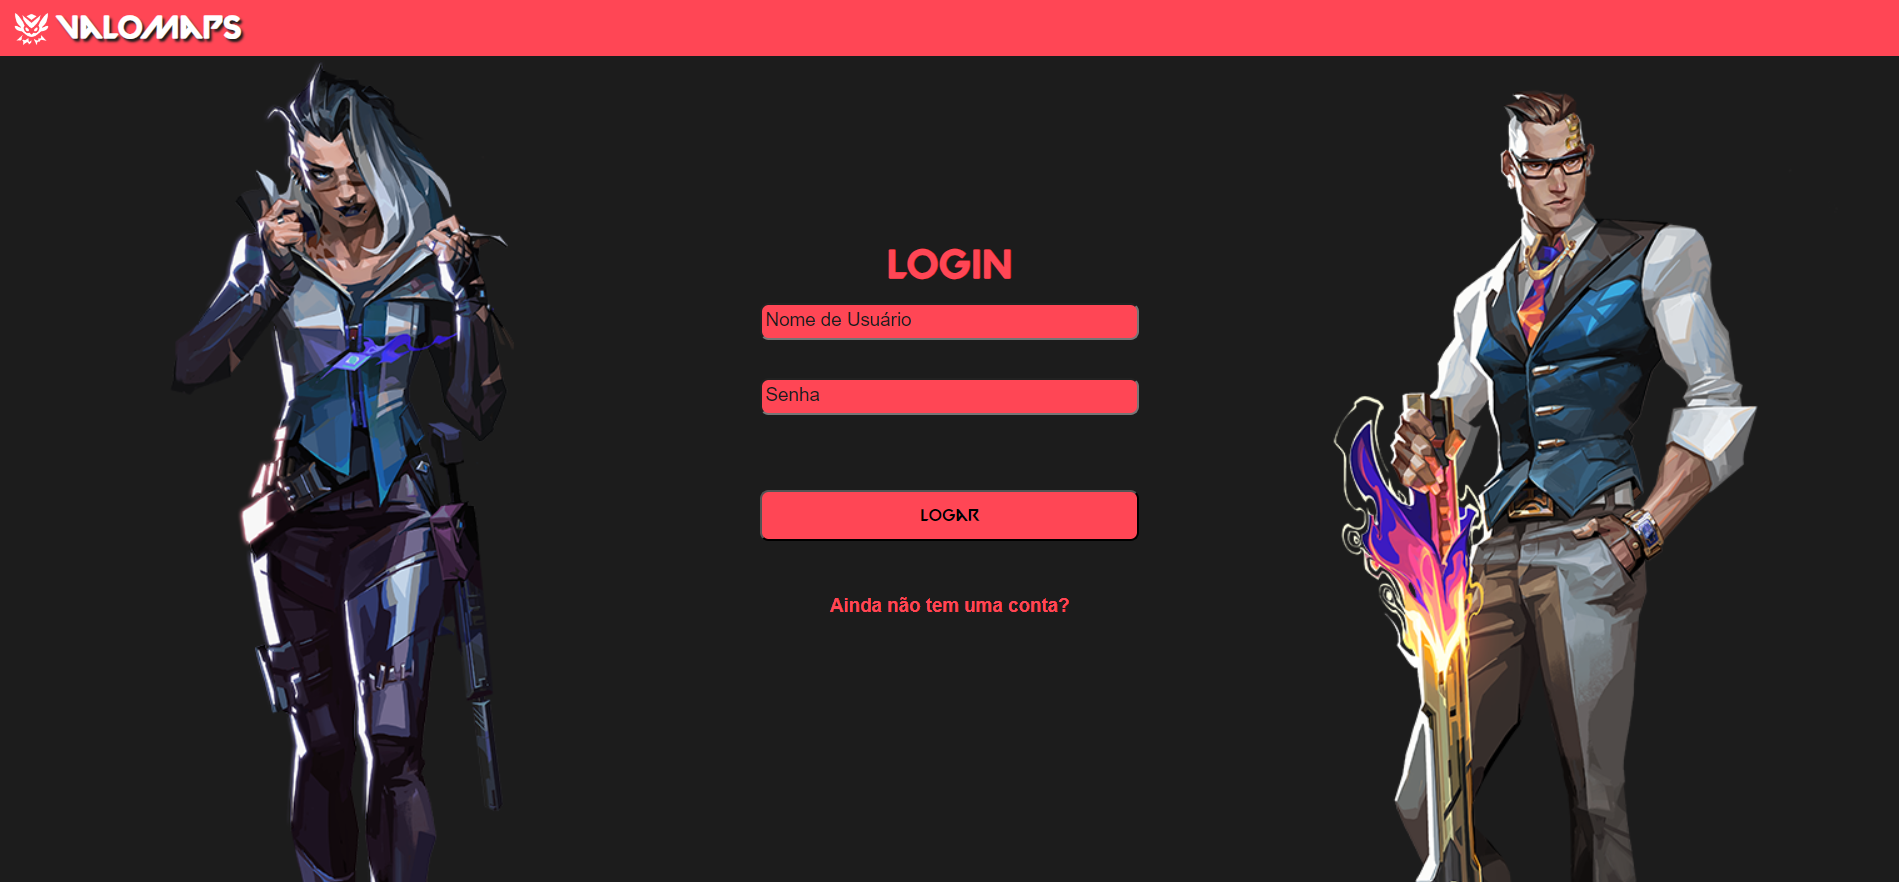 VALOMAPS
LOGIN
Nome de Usuário
Senha
LOGAR
Ainda não tem uma conta?